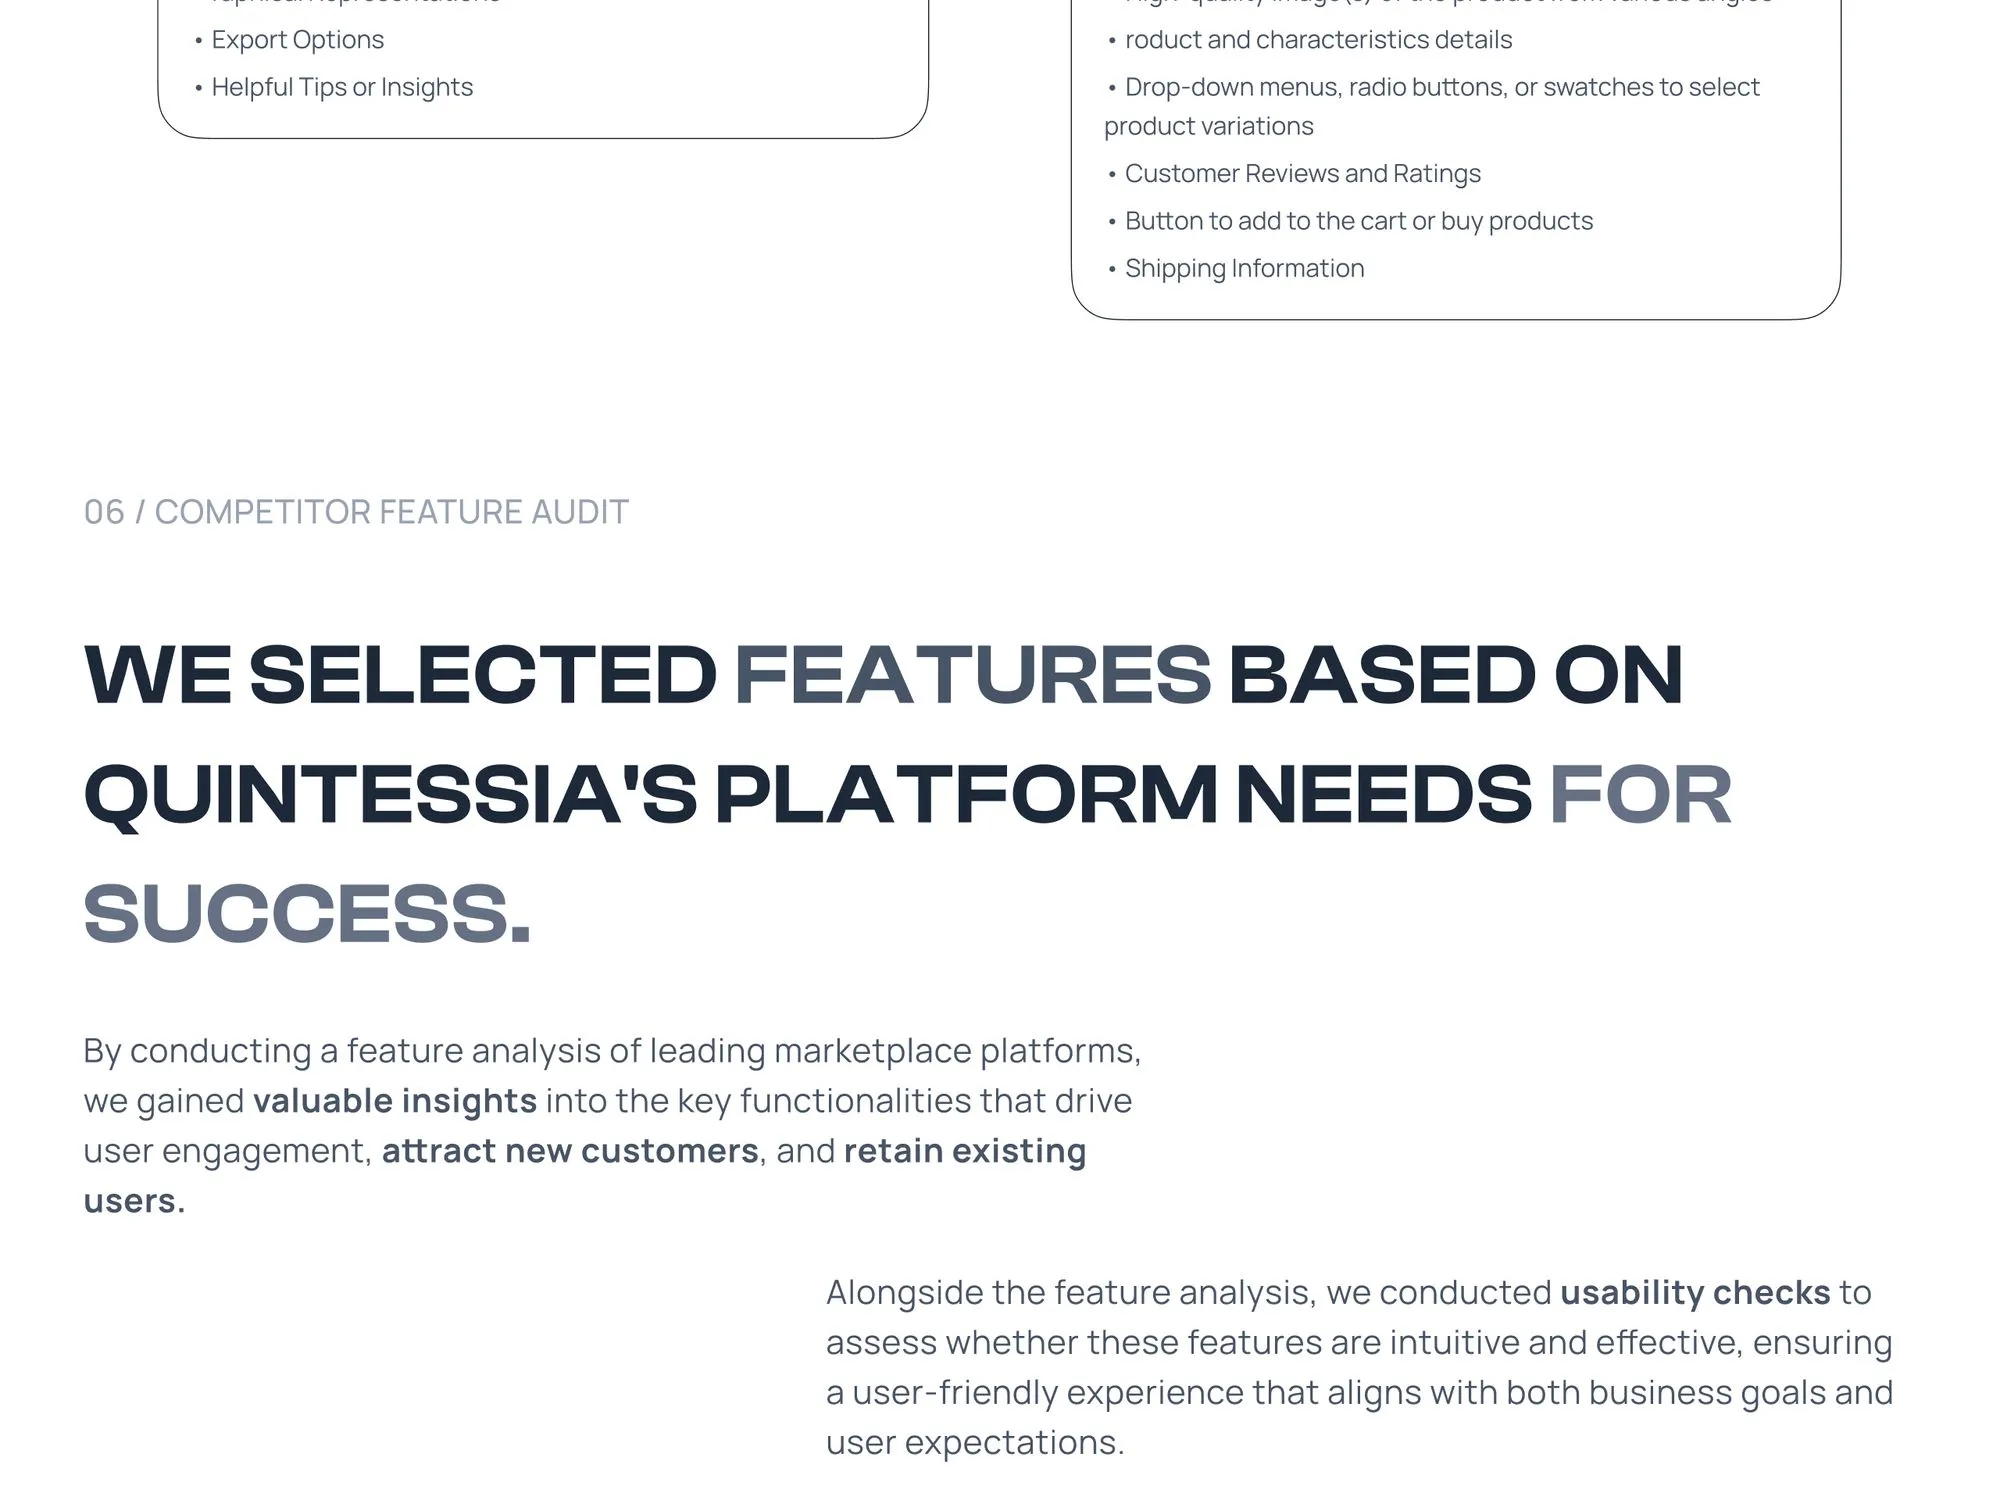 • Export Options
• Helpful Tips or Insights
• roduct and characteristics details
• Drop-down menus, radio buttons, or swatches to select
product variations
• Customer Reviews and Ratings
• Button to add to the cart or buy products
• Shipping Information
06 / COMPETITOR FEATURE AUDIT
WE SELECTED FEATURES BASED ON
QUINTESSIA'S PLATFORM NEEDS FOR
SUCCESS.
By conducting a feature analysis of leading marketplace platforms,
we gained valuable insights into the key functionalities that drive
user engagement, attract new customers, and retain existing
users.
Alongside the feature analysis, we conducted usability checks to
assess whether these features are intuitive and effective, ensuring
a user-friendly experience that aligns with both business goals and
user expectations.